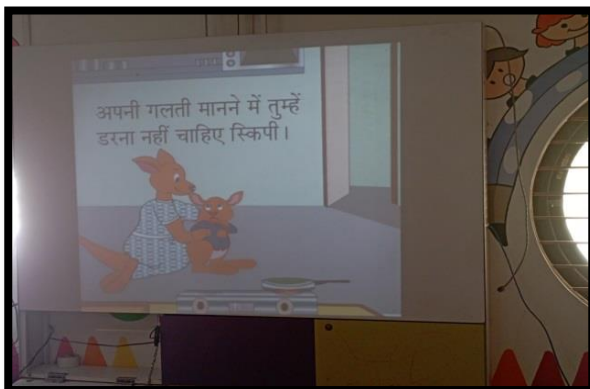 अपनी गलती मानने में तुम्हें
डरना नहीं चाहिए स्किपी।